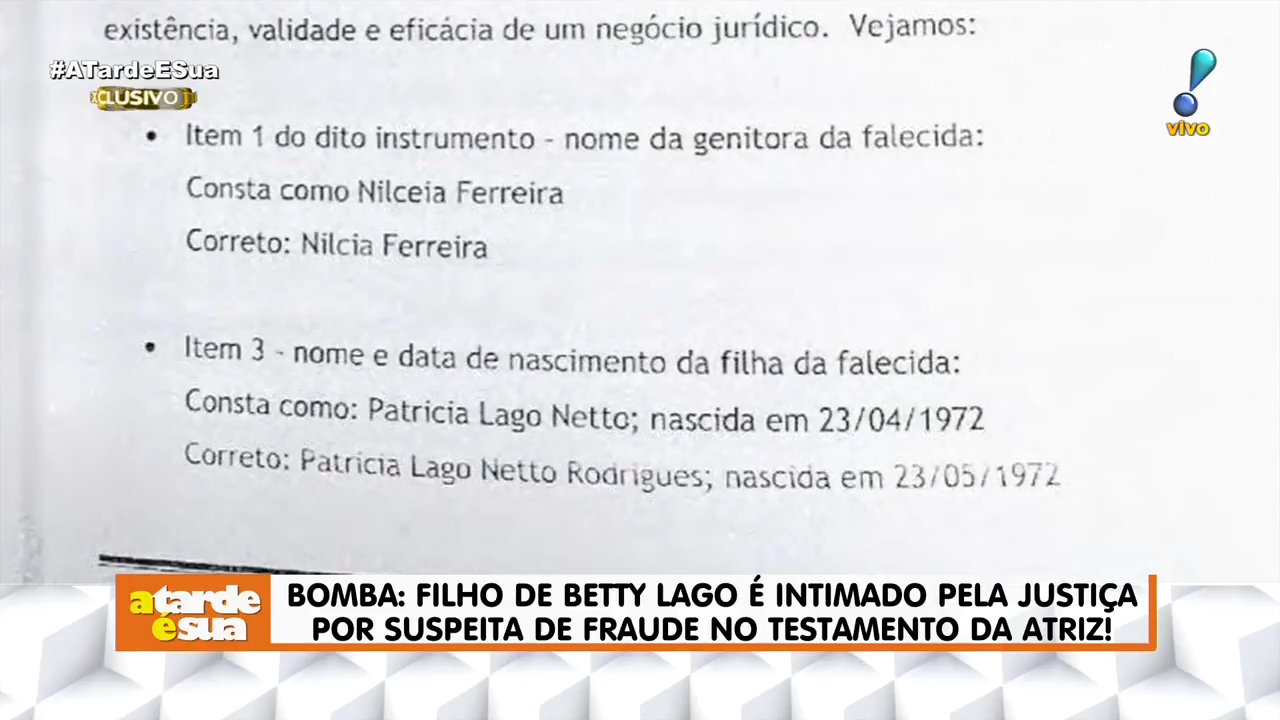 existência, validade e eficácia de um negócio jurídico. Vejamos:
#ATardeESua
XCLUSIVO
vivo
• Item 1 do dito instrumento - nome da genitora da falecida:
Consta como Nilceia Ferreira
Correto: Nilcia Ferreira
• Item 3 - nome e data de nascimento da filha da falecida:
Consta como: Patricia Lago Netto; nascida em 23/04/1972
Correto: Patricia Lago Netto Rodrigues; nascida em 23/05/1972
a tarde
é sua
BOMBA: FILHO DE BETTY LAGO É INTIMADO PELA JUSTIÇA
POR SUSPEITA DE FRAUDE NO TESTAMENTO DA ATRIZ!